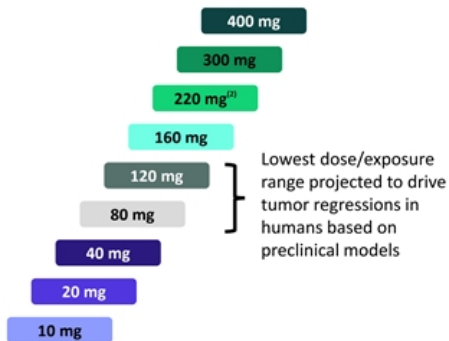 400 mg
300 mg
220 mg(2)
160 mg
120 mg
80 mg
Lowest dose/exposure
range projected to drive
tumor regressions in
humans based on
preclinical models
40 mg
20 mg
10 mg